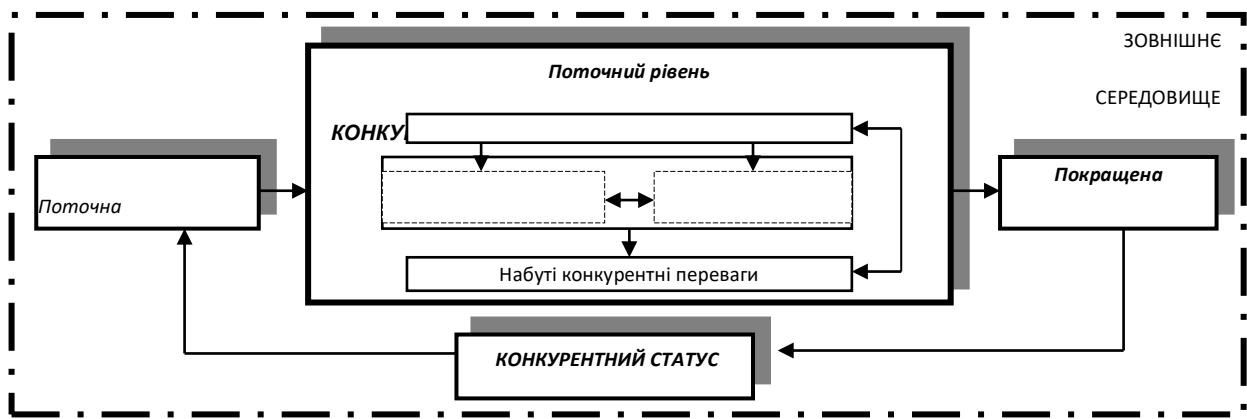 ЗОВНІШНЄ
СЕРЕДОВИЩЕ
Поточний рівень
КОНКУ
Поточна
Покращена
Набуті конкурентні переваги
КОНКУРЕНТНИЙ СТАТУС